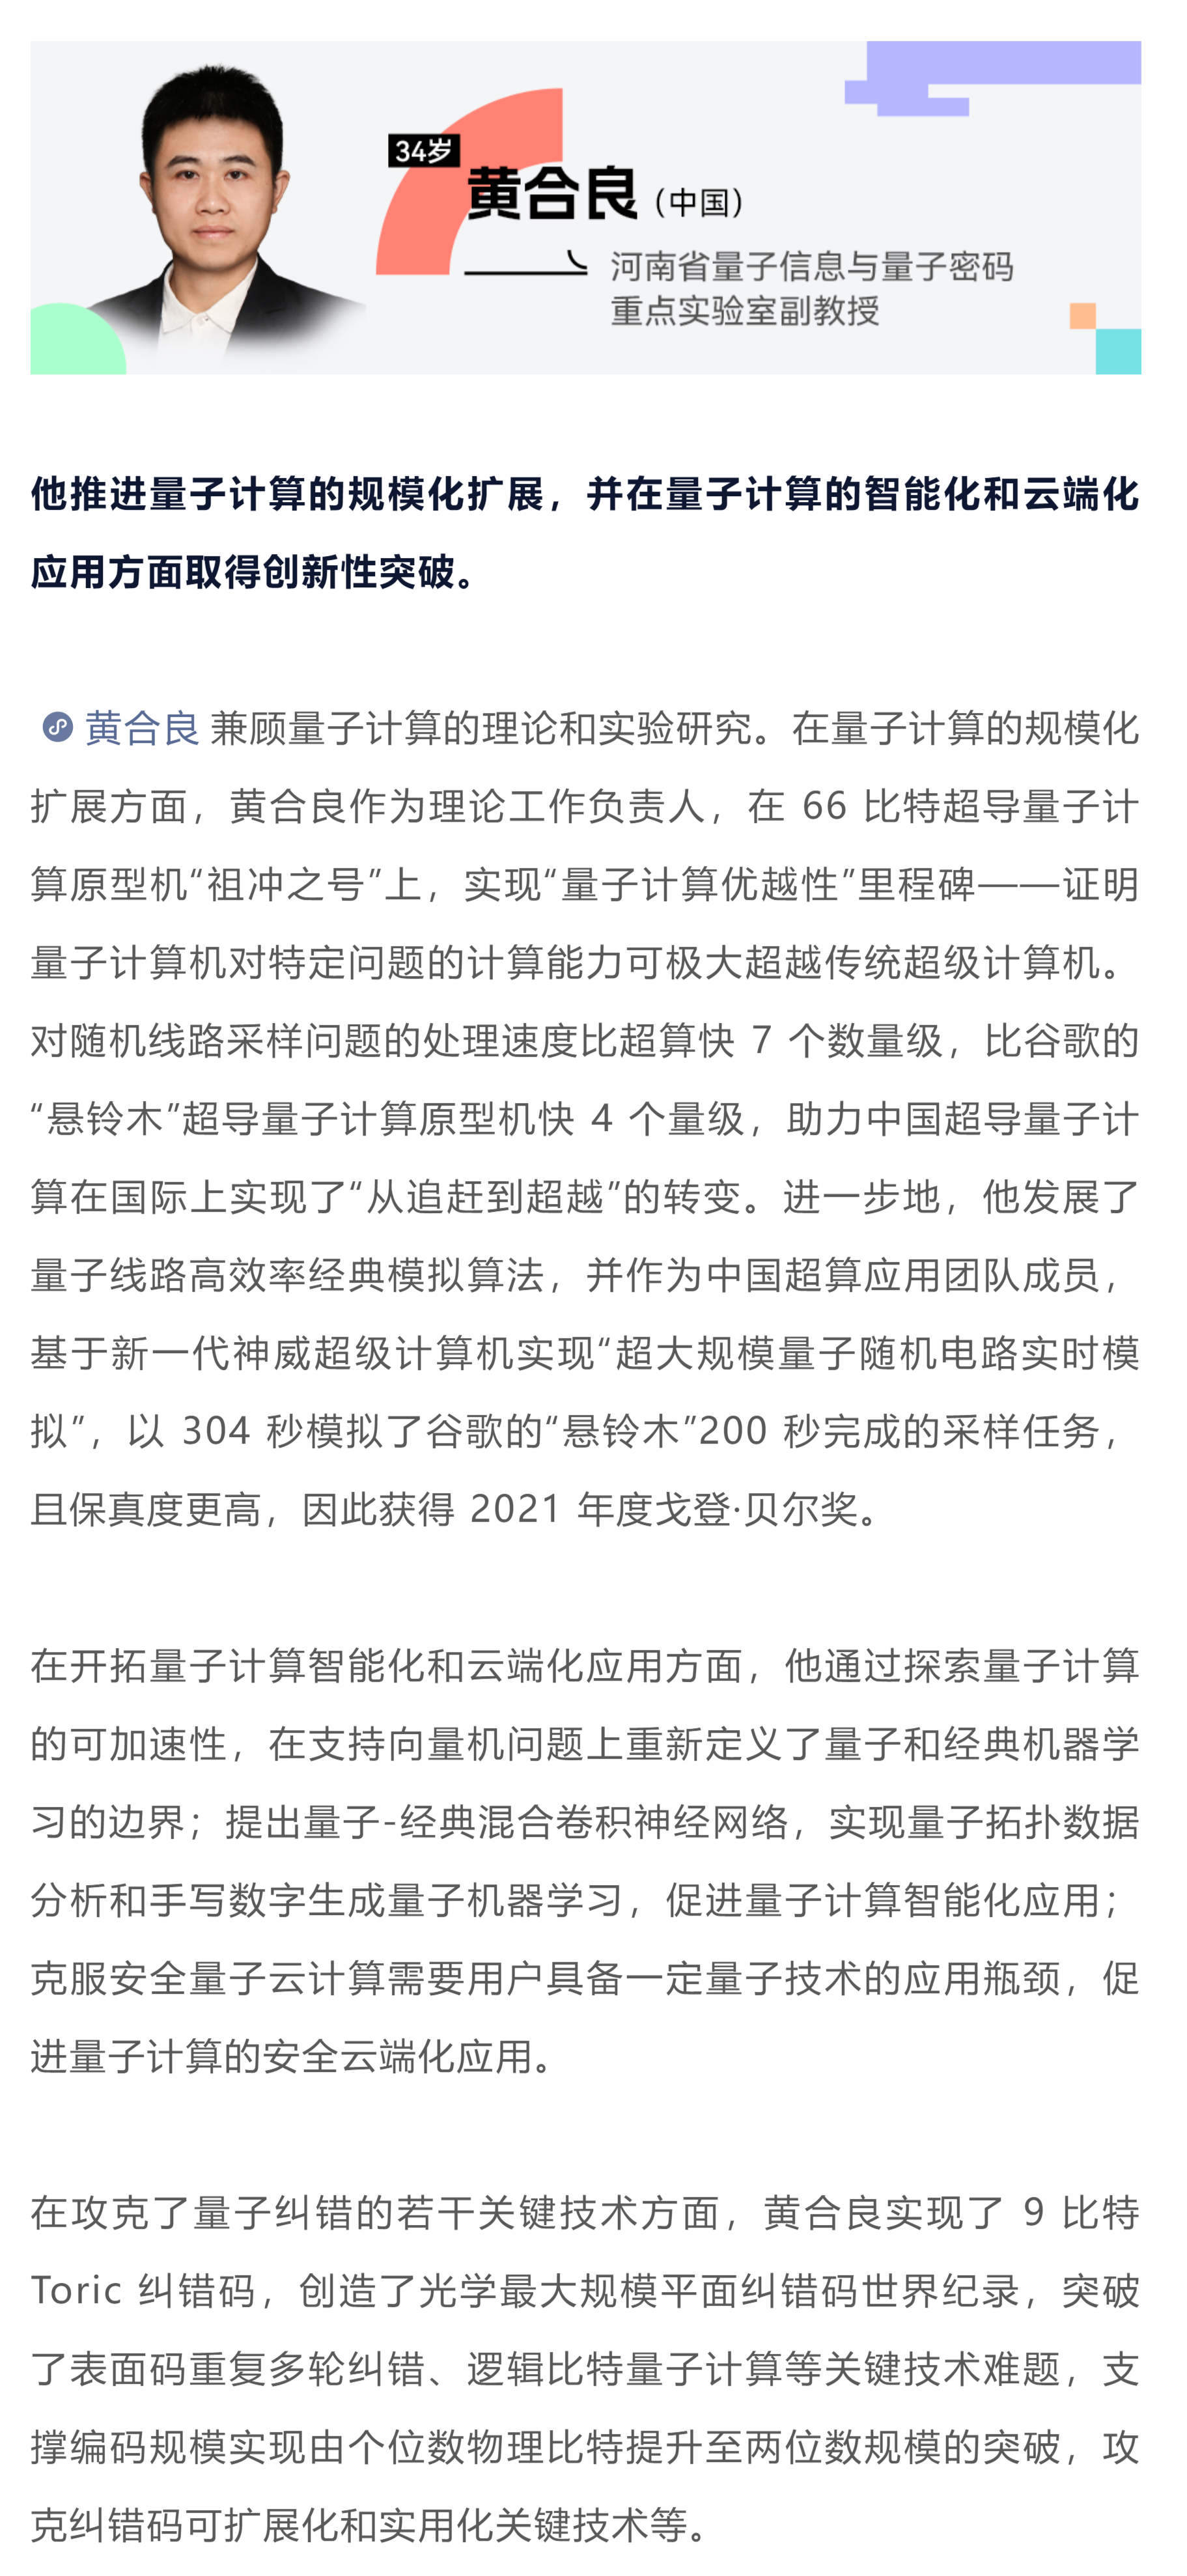 34岁
黄合良（中国）
河南省量子信息与量子密码
重点实验室副教授
他推进量子计算的规模化扩展，并在量子计算的智能化和云端化
应用方面取得创新性突破。
黄合良 兼顾量子计算的理论和实验研究。在量子计算的规模化
扩展方面，黄合良作为理论工作负责人，在 66 比特超导量子计
算原型机“祖冲之号”上，实现“量子计算优越性”里程碑——证明
量子计算机对特定问题的计算能力可极大超越传统超级计算机。
对随机线路采样问题的处理速度比超算快 7 个数量级，比谷歌的
“悬铃木”超导量子计算原型机快 4 个量级，助力中国超导量子计
算在国际上实现了“从追赶到超越”的转变。进一步地，他发展了
量子线路高效率经典模拟算法，并作为中国超算应用团队成员，
基于新一代神威超级计算机实现“超大规模量子随机电路实时模
拟”，以 304 秒模拟了谷歌的“悬铃木”200 秒完成的采样任务，
且保真度更高，因此获得 2021 年度戈登·贝尔奖。
在开拓量子计算智能化和云端化应用方面，他通过探索量子计算
的可加速性，在支持向量机问题上重新定义了量子和经典机器学
习的边界；提出量子-经典混合卷积神经网络，实现量子拓扑数据
分析和手写数字生成量子机器学习，促进量子计算智能化应用；
克服安全量子云计算需要用户具备一定量子技术的应用瓶颈，促
进量子计算的安全云端化应用。
在攻克了量子纠错的若干关键技术方面，黄合良实现了 9 比特
Toric 纠错码，创造了光学最大规模平面纠错码世界纪录，突破
了表面码重复多轮纠错、逻辑比特量子计算等关键技术难题，支
撑编码规模实现由个位数物理比特提升至两位数规模的突破，攻
克纠错码可扩展化和实用化关键技术等。